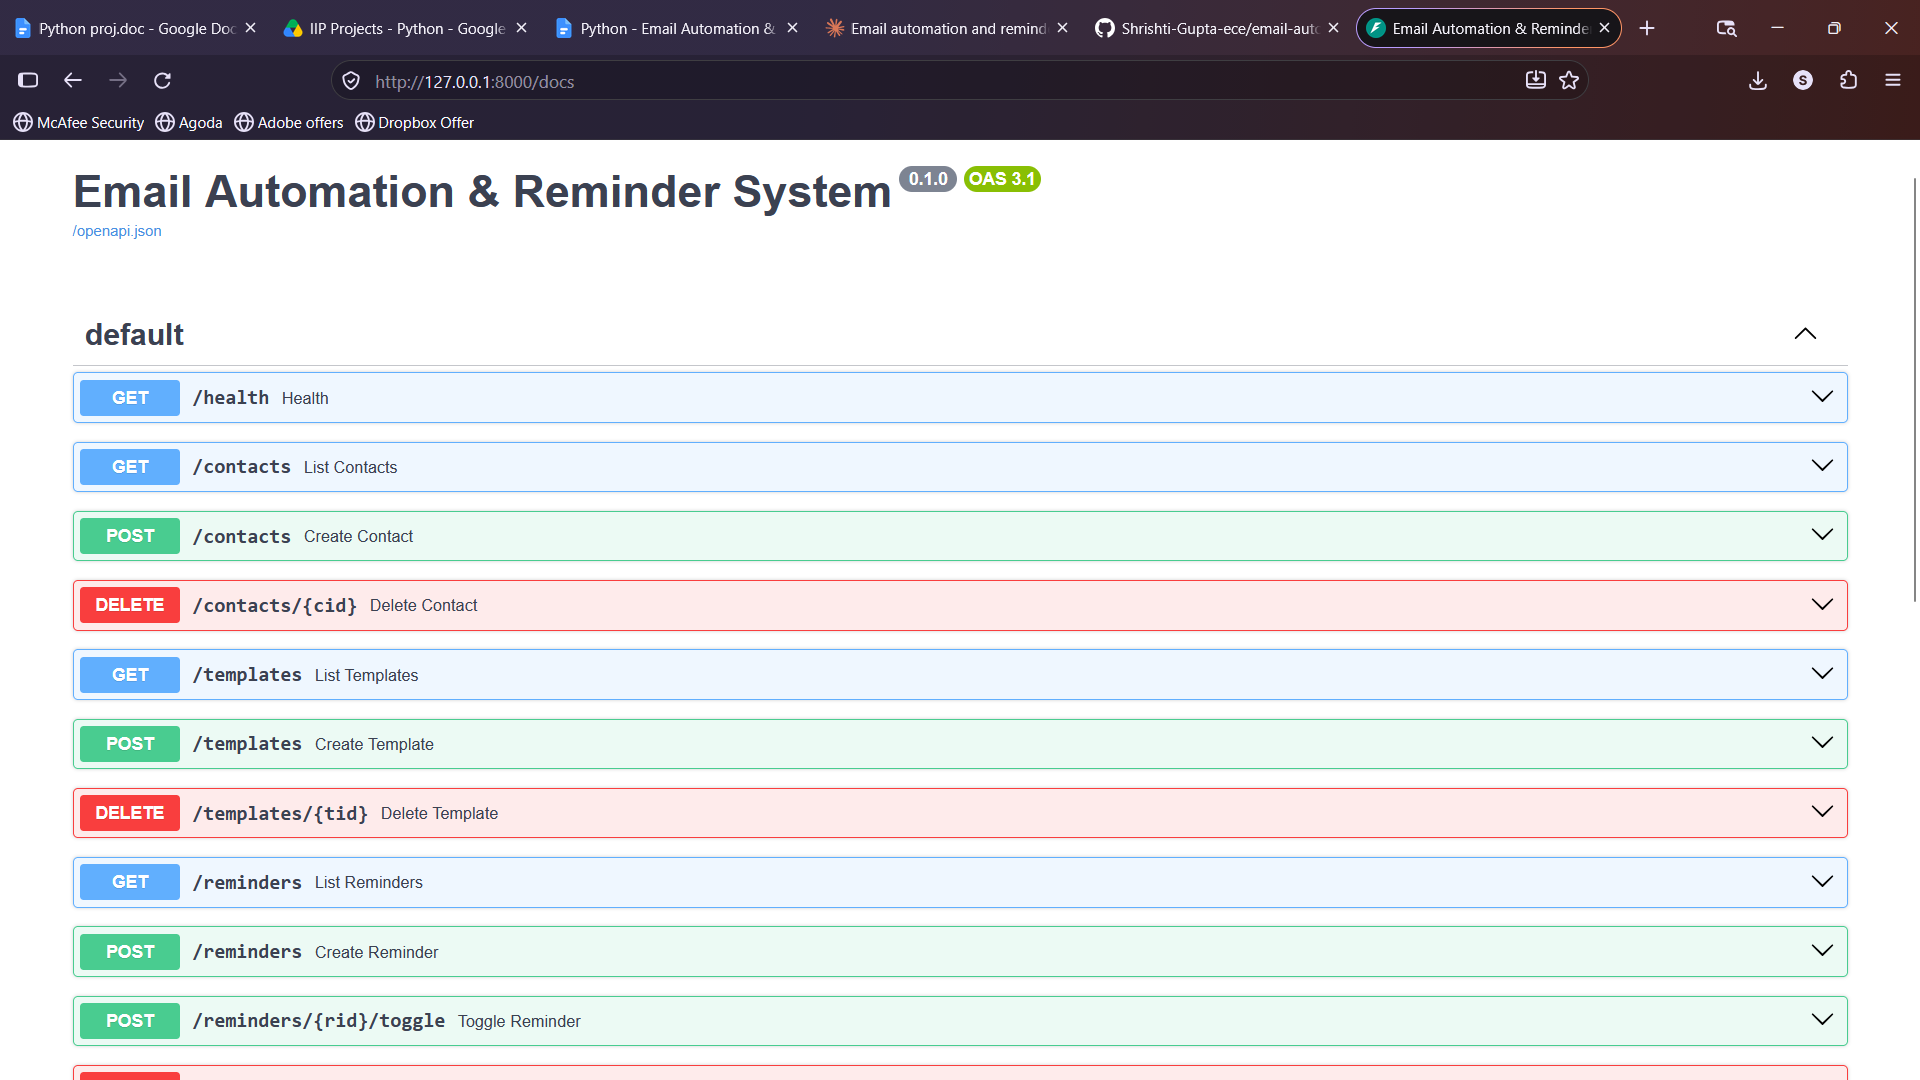 Python proj.doc - Google Doc
IIP Projects - Python - Google
Python - Email Automation &
Email automation and remind
Shrishti-Gupta-ece/email-auto
Email Automation & Reminde
http://127.0.0.1:8000/docs
S
McAfee Security
Agoda
Adobe offers
Dropbox Offer
Email Automation & Reminder System 0.1.0 OAS 3.1
/openapi.json
default
GET /health Health
GET /contacts List Contacts
POST /contacts Create Contact
DELETE /contacts/{cid} Delete Contact
GET /templates List Templates
POST /templates Create Template
DELETE /templates/{tid} Delete Template
GET /reminders List Reminders
POST /reminders Create Reminder
POST /reminders/{rid}/toggle Toggle Reminder